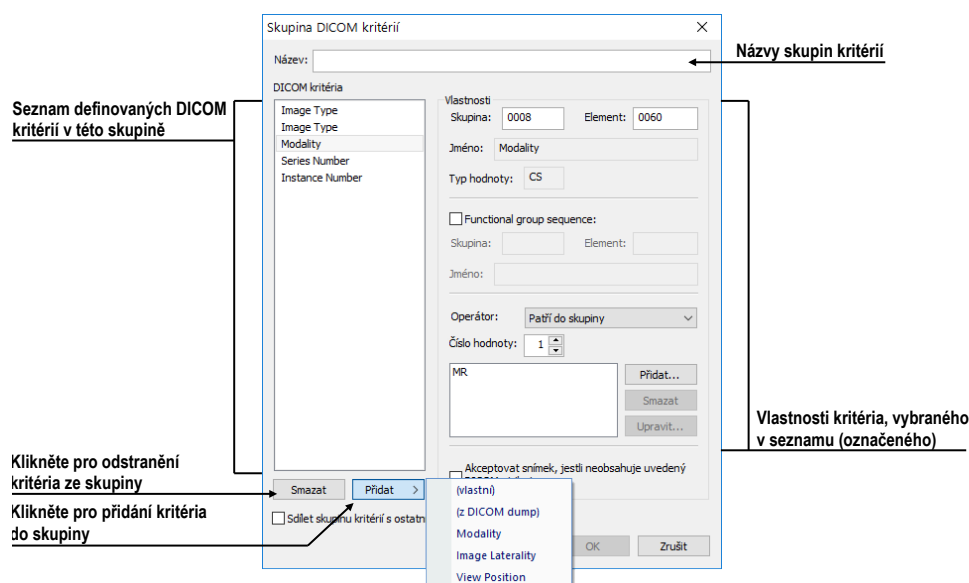 Skupina DICOM kritérií
Název:
Názvy skupin kritérií
DICOM kritéria
Seznam definovaných DICOM
kritérií v této skupině
Image Type
Image Type
Modality
Series Number
Instance Number
Vlastnosti
Skupina: 0008 Element: 0060
Jméno: Modality
Typ hodnoty: CS
Functional group sequence:
Skupina: Element:
Jméno:
Operátor: Patří do skupiny
Číslo hodnoty: 1
MR
Přidat...
Smazat
Upravit...
Vlastnosti kritéria, vybraného
v seznamu (označeného)
Akceptovat snímek, jestli neobsahuje uvedený
Klikněte pro odstranění
kritéria ze skupiny
Smazat Přidat >
Klikněte pro přidání kritéria
do skupiny
Sdílet skupinu kritérií s ostatn
(vlastní)
(z DICOM dump)
Modality
Image Laterality
View Position
OK Zrušit